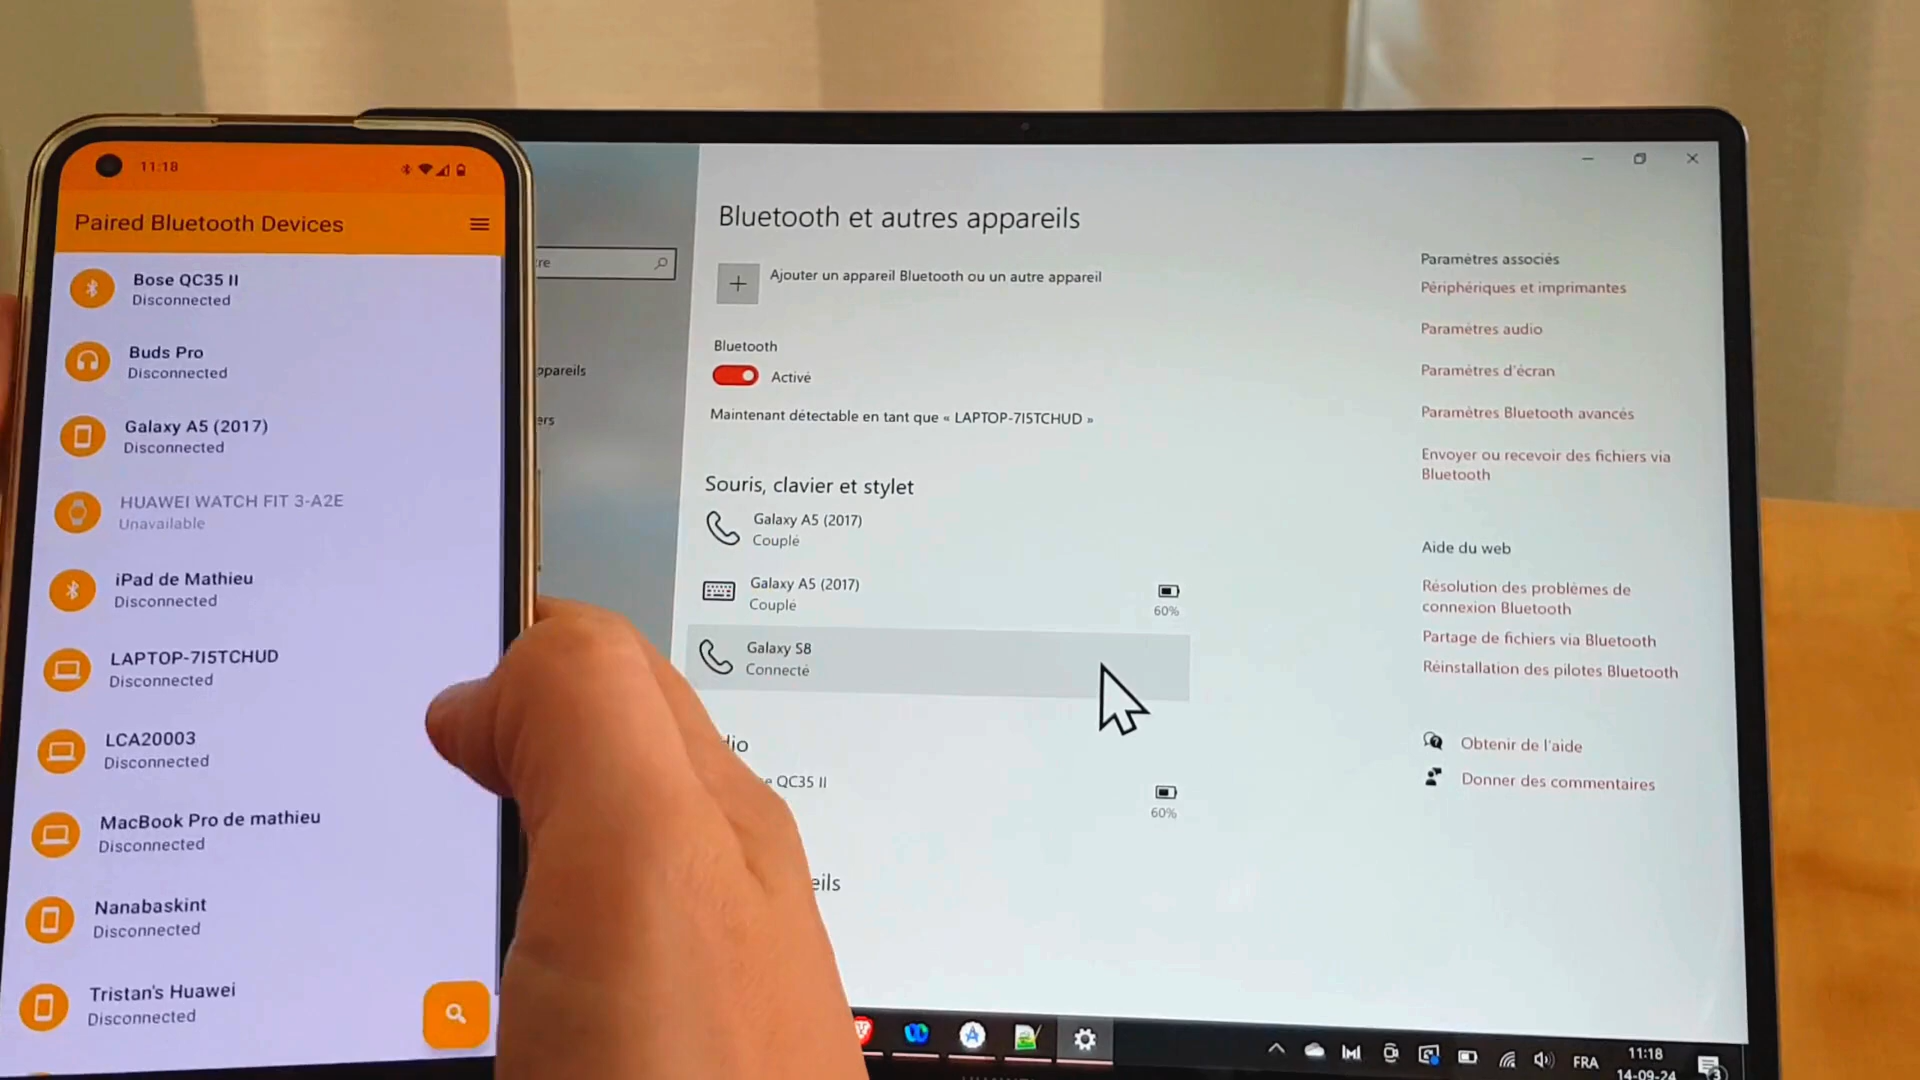 11:18
Paired Bluetooth Devices
Bose QC35 II
Disconnected
Buds Pro
Disconnected
Galaxy A5 (2017)
Disconnected
HUAWEI WATCH FIT 3-A2E
Unavailable
iPad de Mathieu
Disconnected
LAPTOP-7I5TCHUD
Disconnected
LCA20003
Disconnected
MacBook Pro de mathieu
Disconnected
Nanabaskint
Disconnected
Tristan's Huawei
Disconnected
Bluetooth et autres appareils
Ajouter un appareil Bluetooth ou un autre appareil
Bluetooth
Activé
Maintenant détectable en tant que « LAPTOP-7I5TCHUD »
Souris, clavier et stylet
Galaxy A5 (2017)
Couplé
Galaxy A5 (2017)
Couplé
60%
Galaxy S8
Connecté
QC35 II
60%
Paramètres associés
Périphériques et imprimantes
Paramètres audio
Paramètres d'écran
Paramètres Bluetooth avancés
Envoyer ou recevoir des fichiers via
Bluetooth
Aide du web
Résolution des problèmes de
connexion Bluetooth
Partage de fichiers via Bluetooth
Réinstallation des pilotes Bluetooth
Obtenir de l'aide
Donner des commentaires
FRA
11:18
14-09-24
3